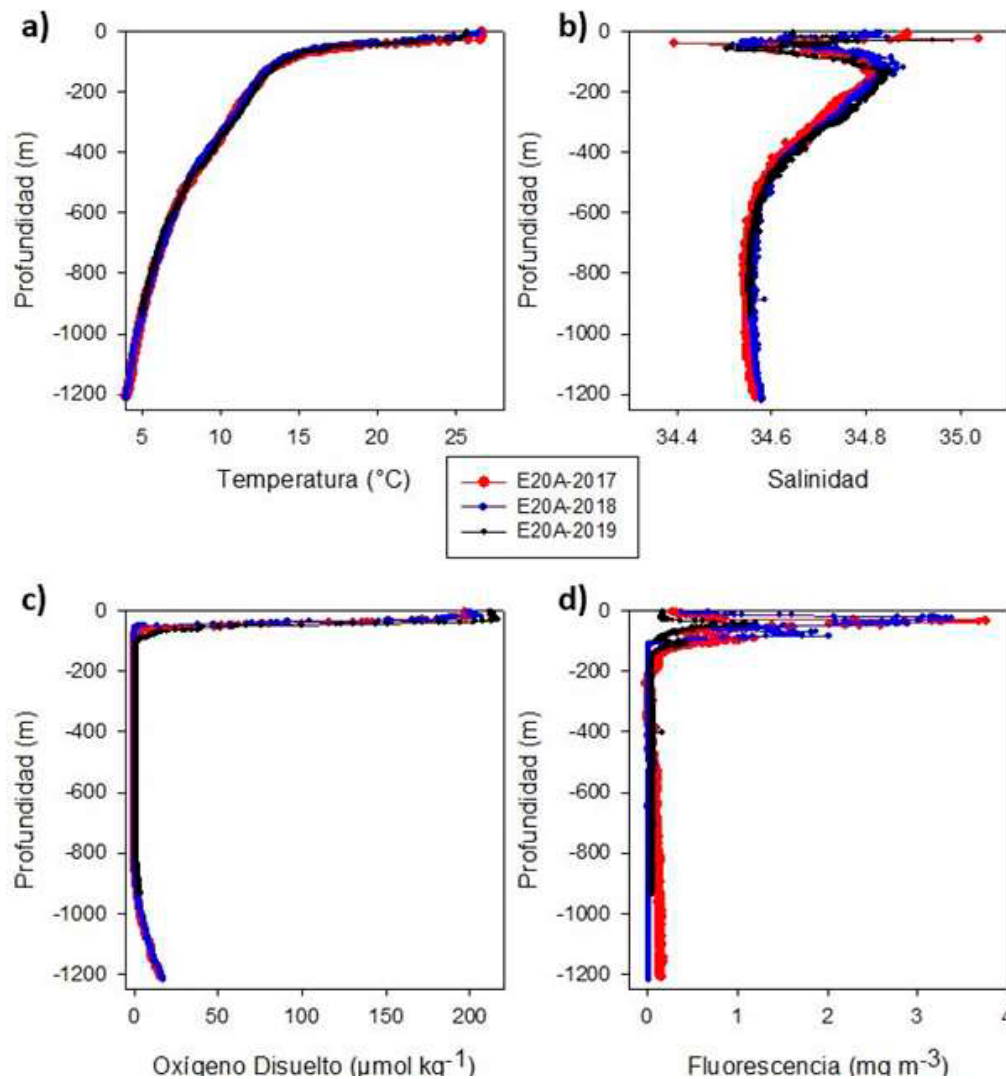 a)
0
-200
-400
-600
-800
-1000
-1200
Profundidad (m)
5 10 15 20 25
Temperatura (°C)
b)
0
-200
-400
-600
-800
-1000
-1200
Profundidad (m)
34.4 34.6 34.8 35.0
Salinidad
E20A-2017
E20A-2018
E20A-2019
c)
0
-200
-400
-600
-800
-1000
-1200
Profundidad (m)
0 50 100 150 200
Oxígeno Disuelto (µmol kg⁻¹)
d)
0
-200
-400
-600
-800
-1000
-1200
Profundidad (m)
0 1 2 3 4
Fluorescencia (mg m⁻³)